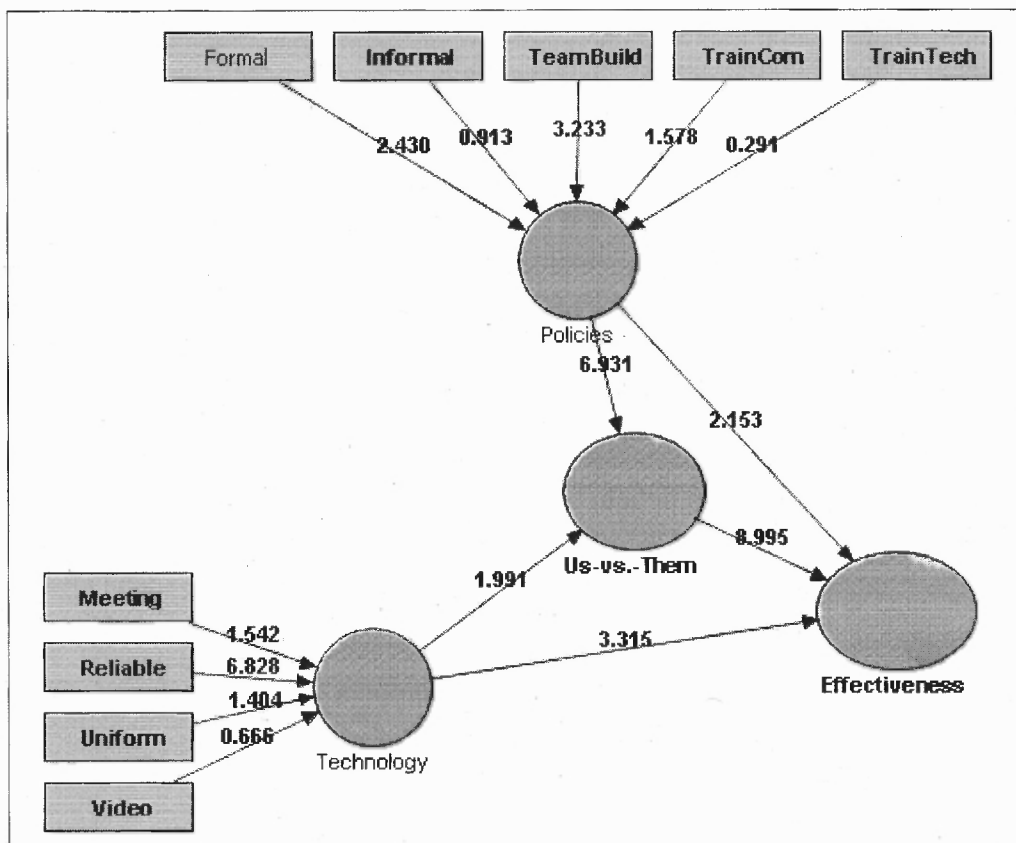 Formal
Informal
TeamBuild
TrainCom
TrainTech
2.430
0.913
3.233
1.578
0.291
Policies
6.931
2.153
Us-vs.-Them
8.995
1.991
Meeting
Reliable
Uniform
Video
1.542
6.828
1.404
0.666
Technology
3.315
Effectiveness